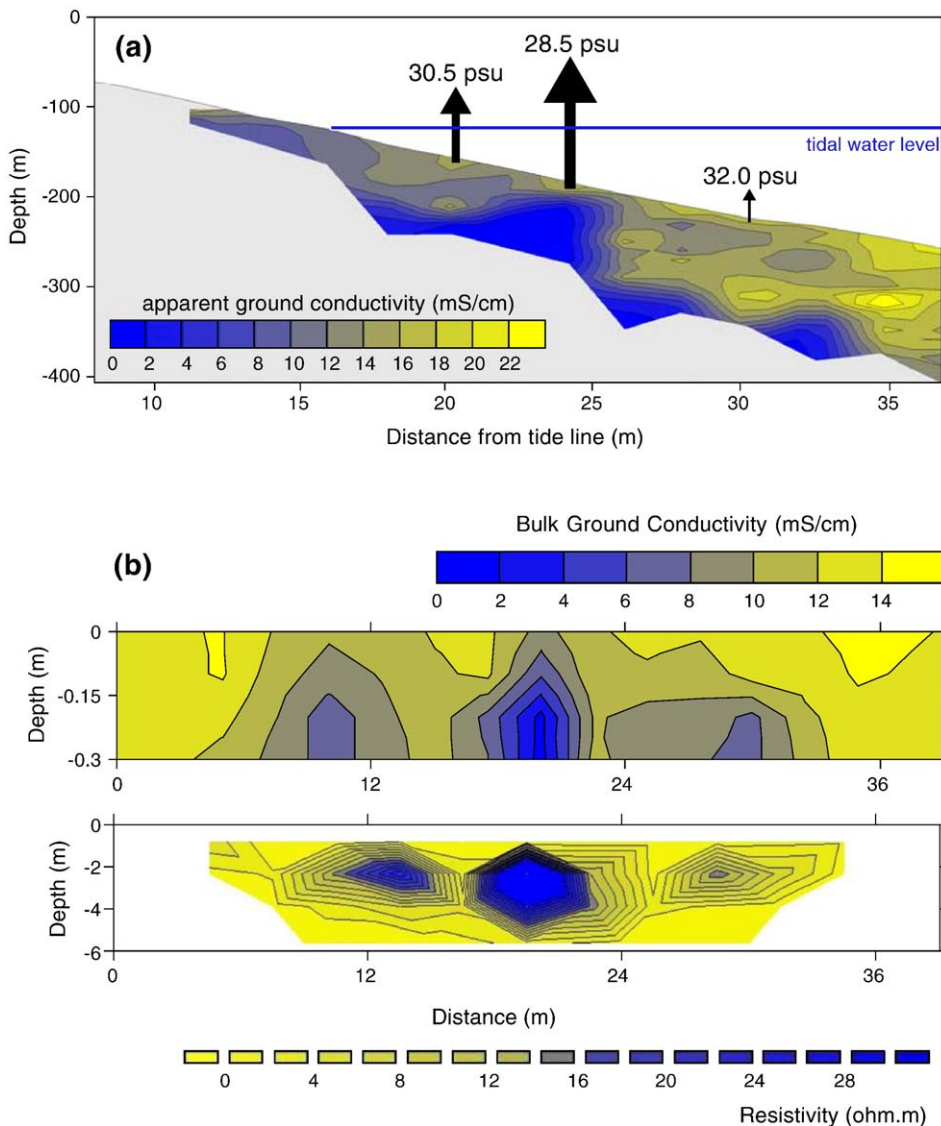 (a)
0
-100
-200
-300
-400
Depth (m)
30.5 psu
28.5 psu
32.0 psu
tidal water level
apparent ground conductivity (mS/cm)
0 2 4 6 8 10 12 14 16 18 20 22
10 15 20 25 30 35
Distance from tide line (m)
(b)
Bulk Ground Conductivity (mS/cm)
0 2 4 6 8 10 12 14
0
-0.15
-0.3
Depth (m)
0 12 24 36
0
-2
-4
-6
Depth (m)
0 12 24 36
Distance (m)
0 4 8 14 16 20 24 28
Resistivity (ohm.m)